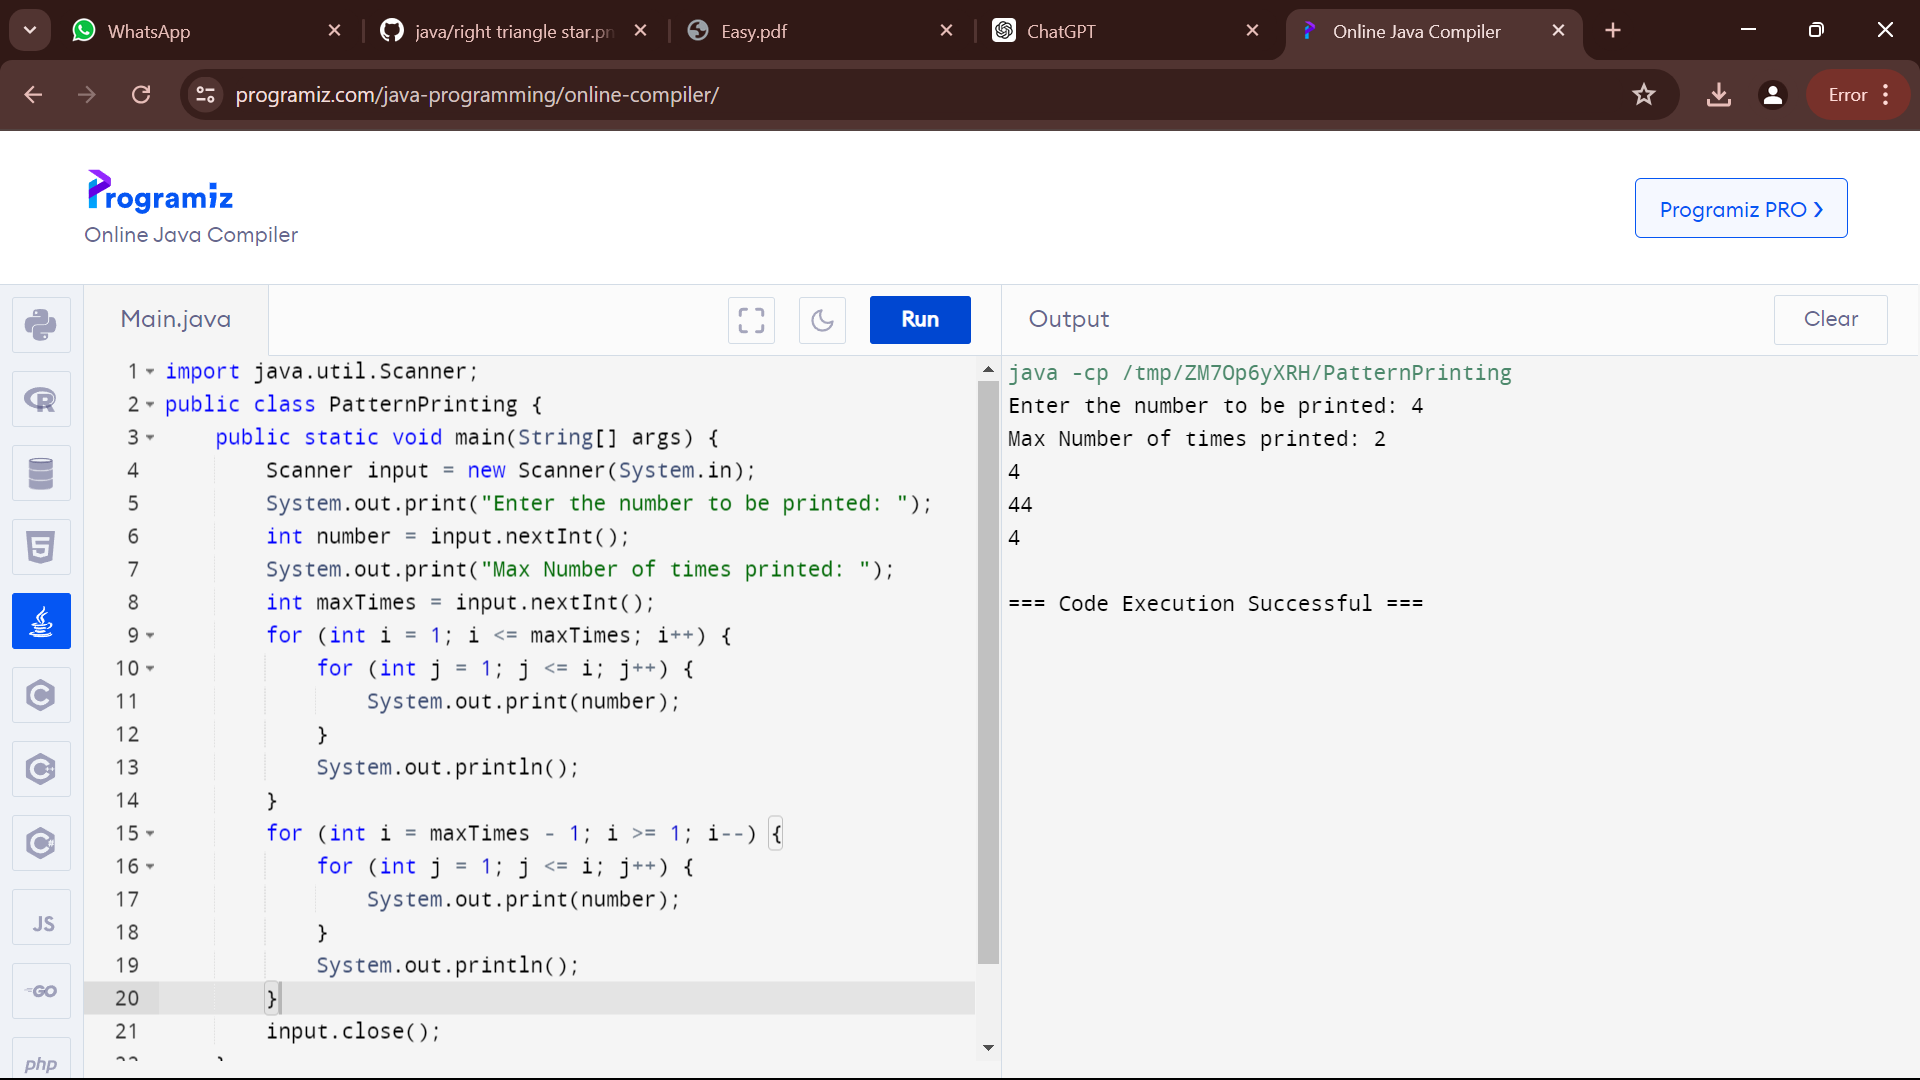 WhatsApp
java/right triangle star.pn
Easy.pdf
ChatGPT
Online Java Compiler
programiz.com/java-programming/online-compiler/
Error
Programiz
Online Java Compiler
Programiz PRO ❯
Main.java
Run
Output
Clear
1 import java.util.Scanner;
2 public class PatternPrinting {
3     public static void main(String[] args) {
4         Scanner input = new Scanner(System.in);
5         System.out.print("Enter the number to be printed: ");
6         int number = input.nextInt();
7         System.out.print("Max Number of times printed: ");
8         int maxTimes = input.nextInt();
9         for (int i = 1; i <= maxTimes; i++) {
10             for (int j = 1; j <= i; j++) {
11                 System.out.print(number);
12             }
13             System.out.println();
14         }
15         for (int i = maxTimes - 1; i >= 1; i--) {
16             for (int j = 1; j <= i; j++) {
17                 System.out.print(number);
18             }
19             System.out.println();
20         }
21         input.close();
java -cp /tmp/ZM7Op6yXRH/PatternPrinting
Enter the number to be printed: 4
Max Number of times printed: 2
4
44
4
=== Code Execution Successful ===
R
5
C
C++
C#
JS
GO
php